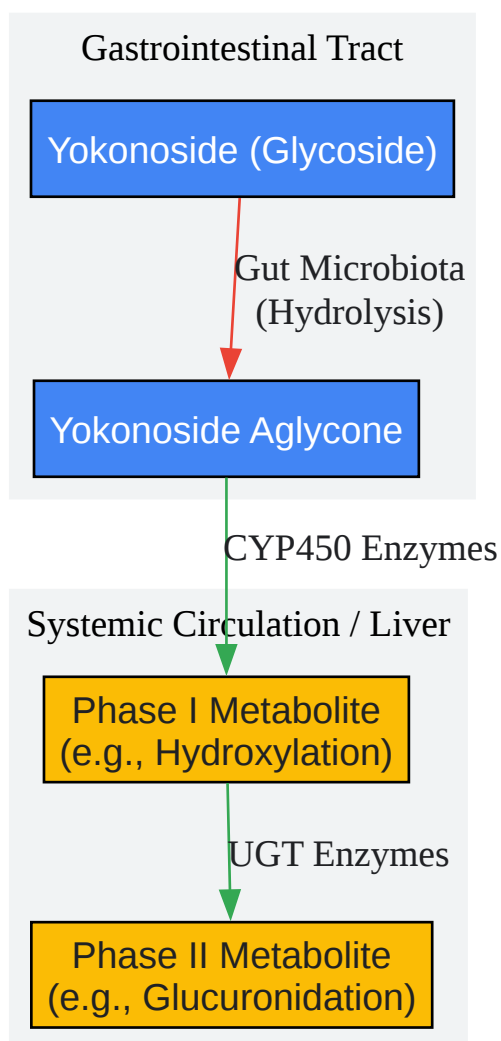 Gastrointestinal Tract
Yokonoside (Glycoside)
Gut Microbiota
(Hydrolysis)
Yokonoside Aglycone
CYP450 Enzymes
Systemic Circulation / Liver
Phase I Metabolite
(e.g., Hydroxylation)
UGT Enzymes
Phase II Metabolite
(e.g., Glucuronidation)